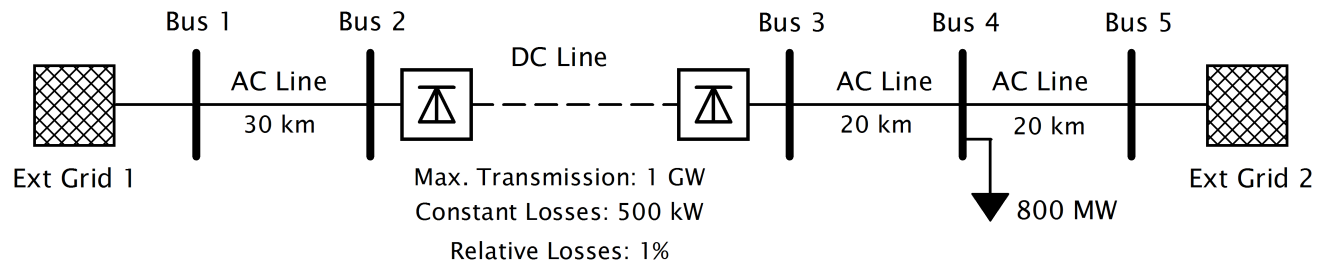 Bus 1
Bus 2
Bus 3
Bus 4
Bus 5
DC Line
AC Line
30 km
AC Line
20 km
AC Line
20 km
Ext Grid 1
Max. Transmission: 1 GW
Constant Losses: 500 kW
Relative Losses: 1%
Ext Grid 2
800 MW